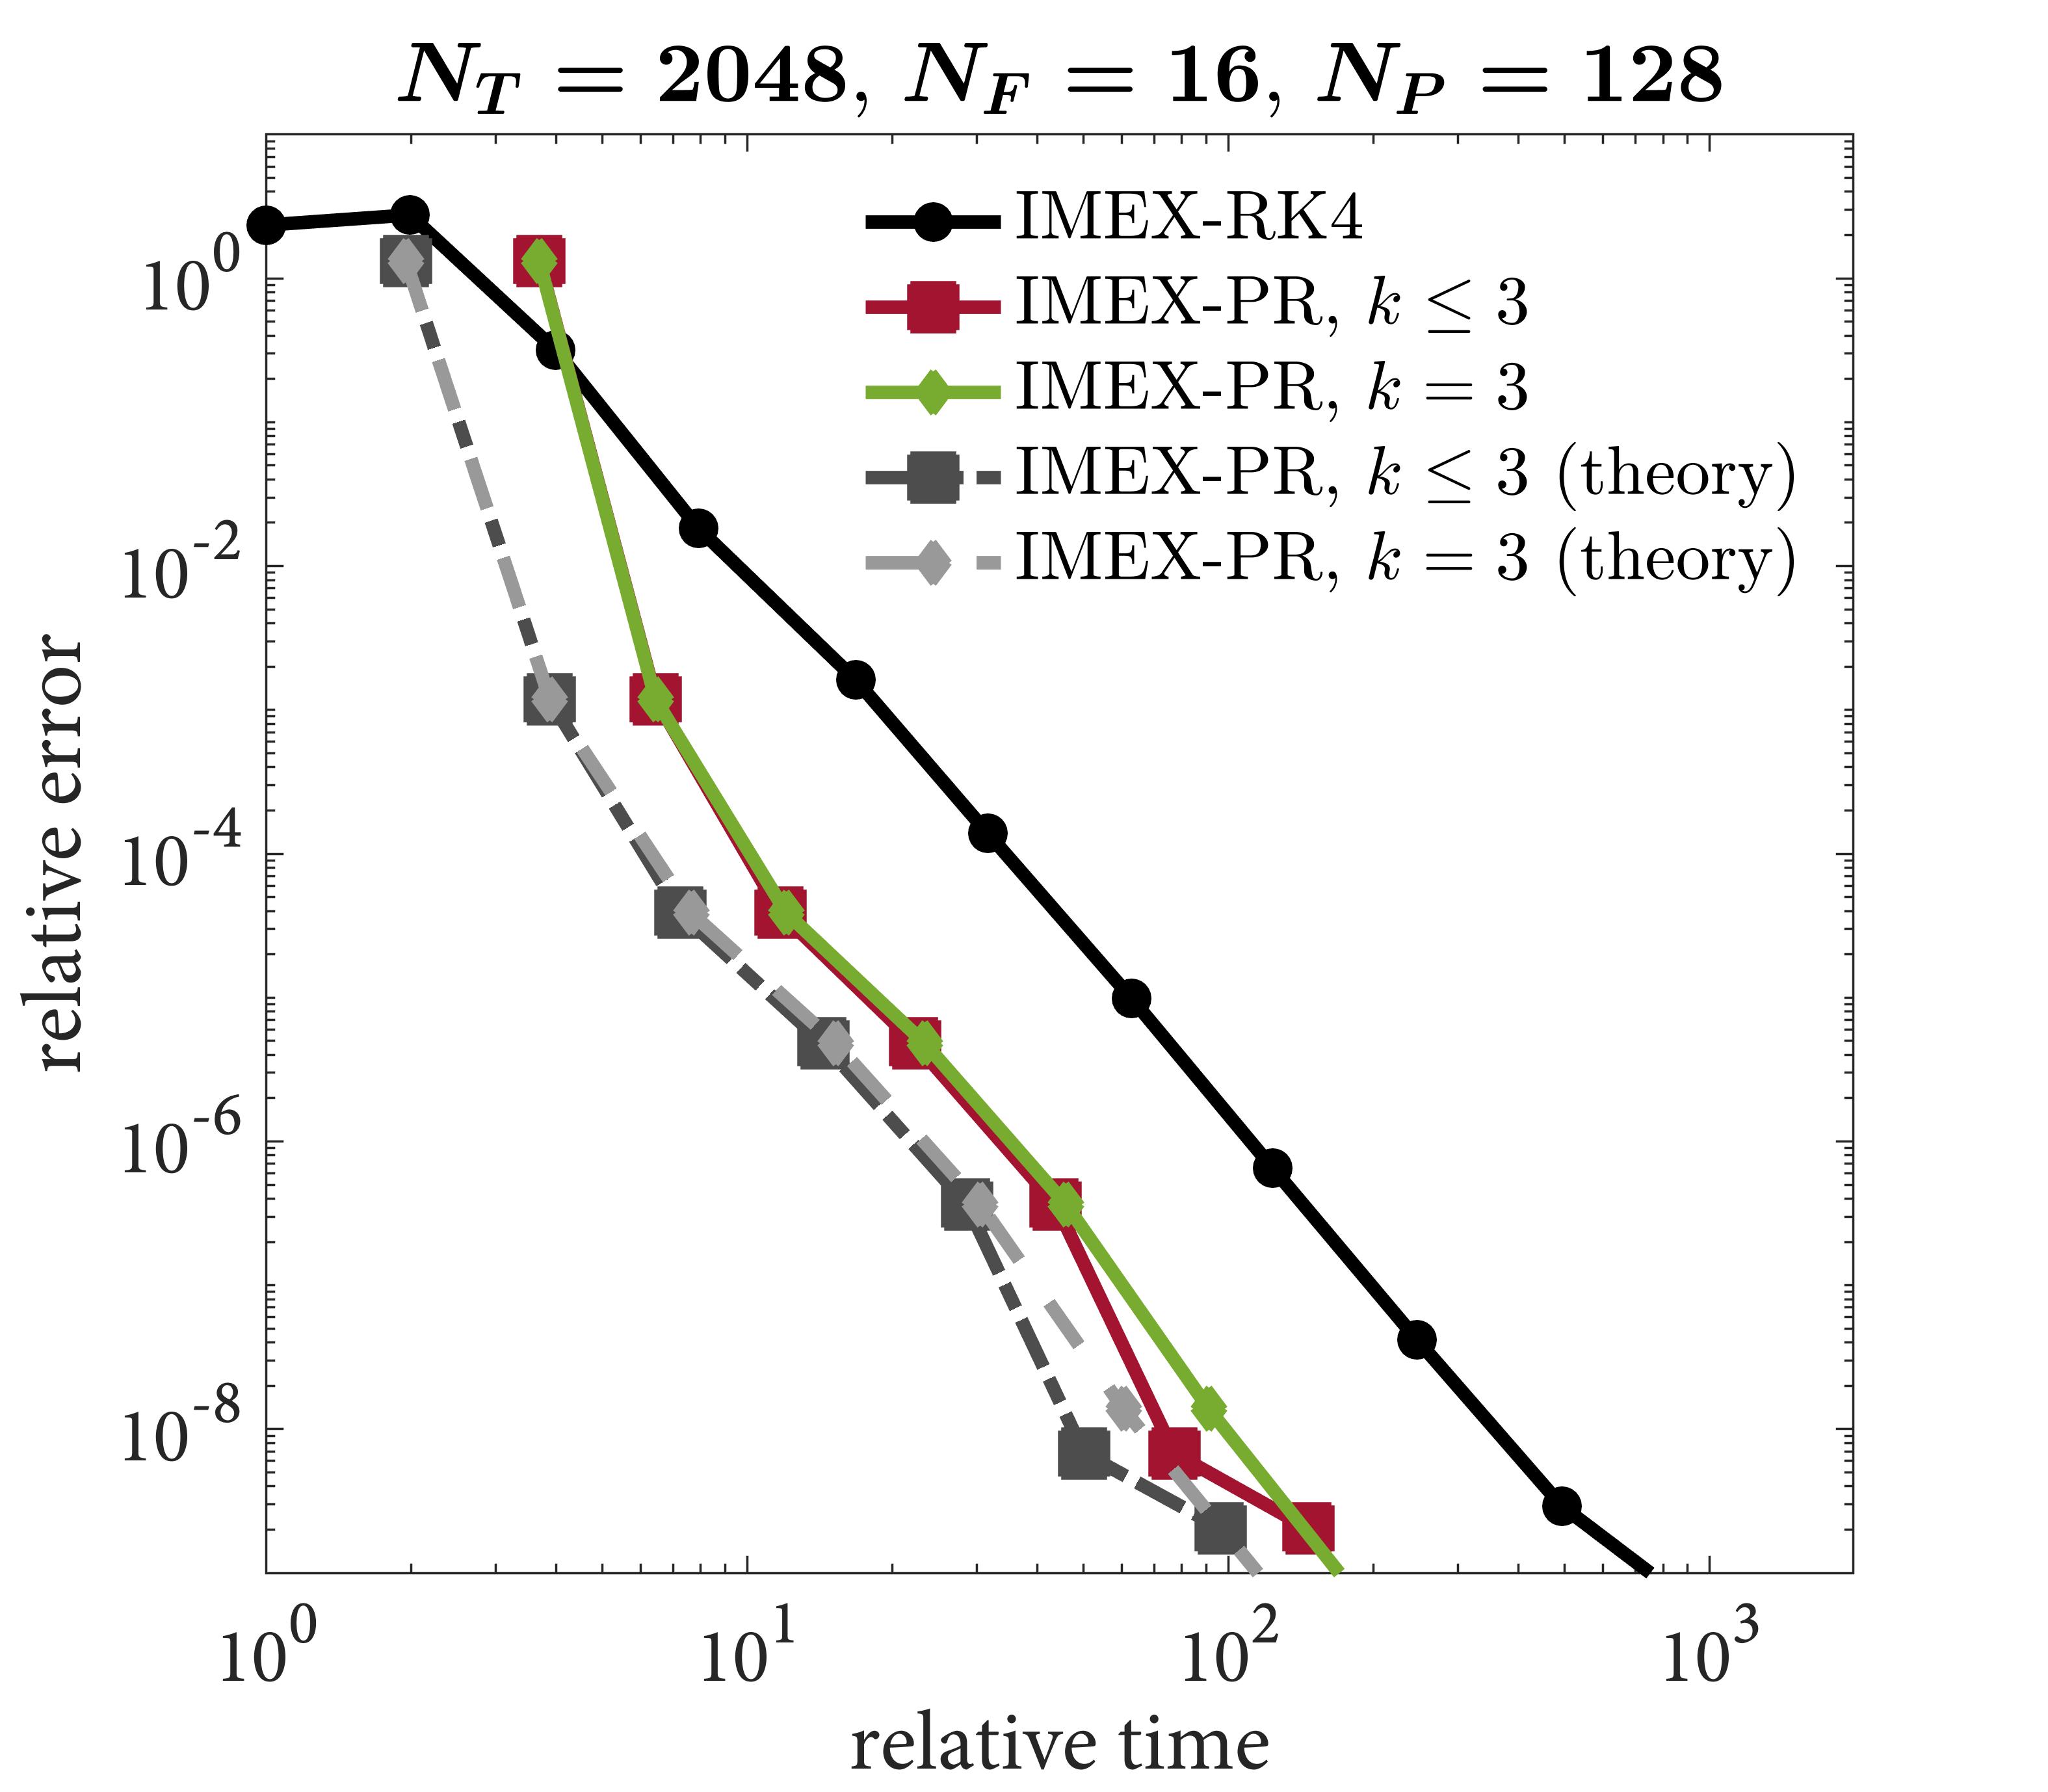 N_T = 2048, N_F = 16, N_P = 128
IMEX-RK4
IMEX-PR, k ≤ 3
IMEX-PR, k = 3
IMEX-PR, k ≤ 3 (theory)
IMEX-PR, k = 3 (theory)
relative error
10^0
10^-2
10^-4
10^-6
10^-8
10^0 10^1 10^2 10^3
relative time